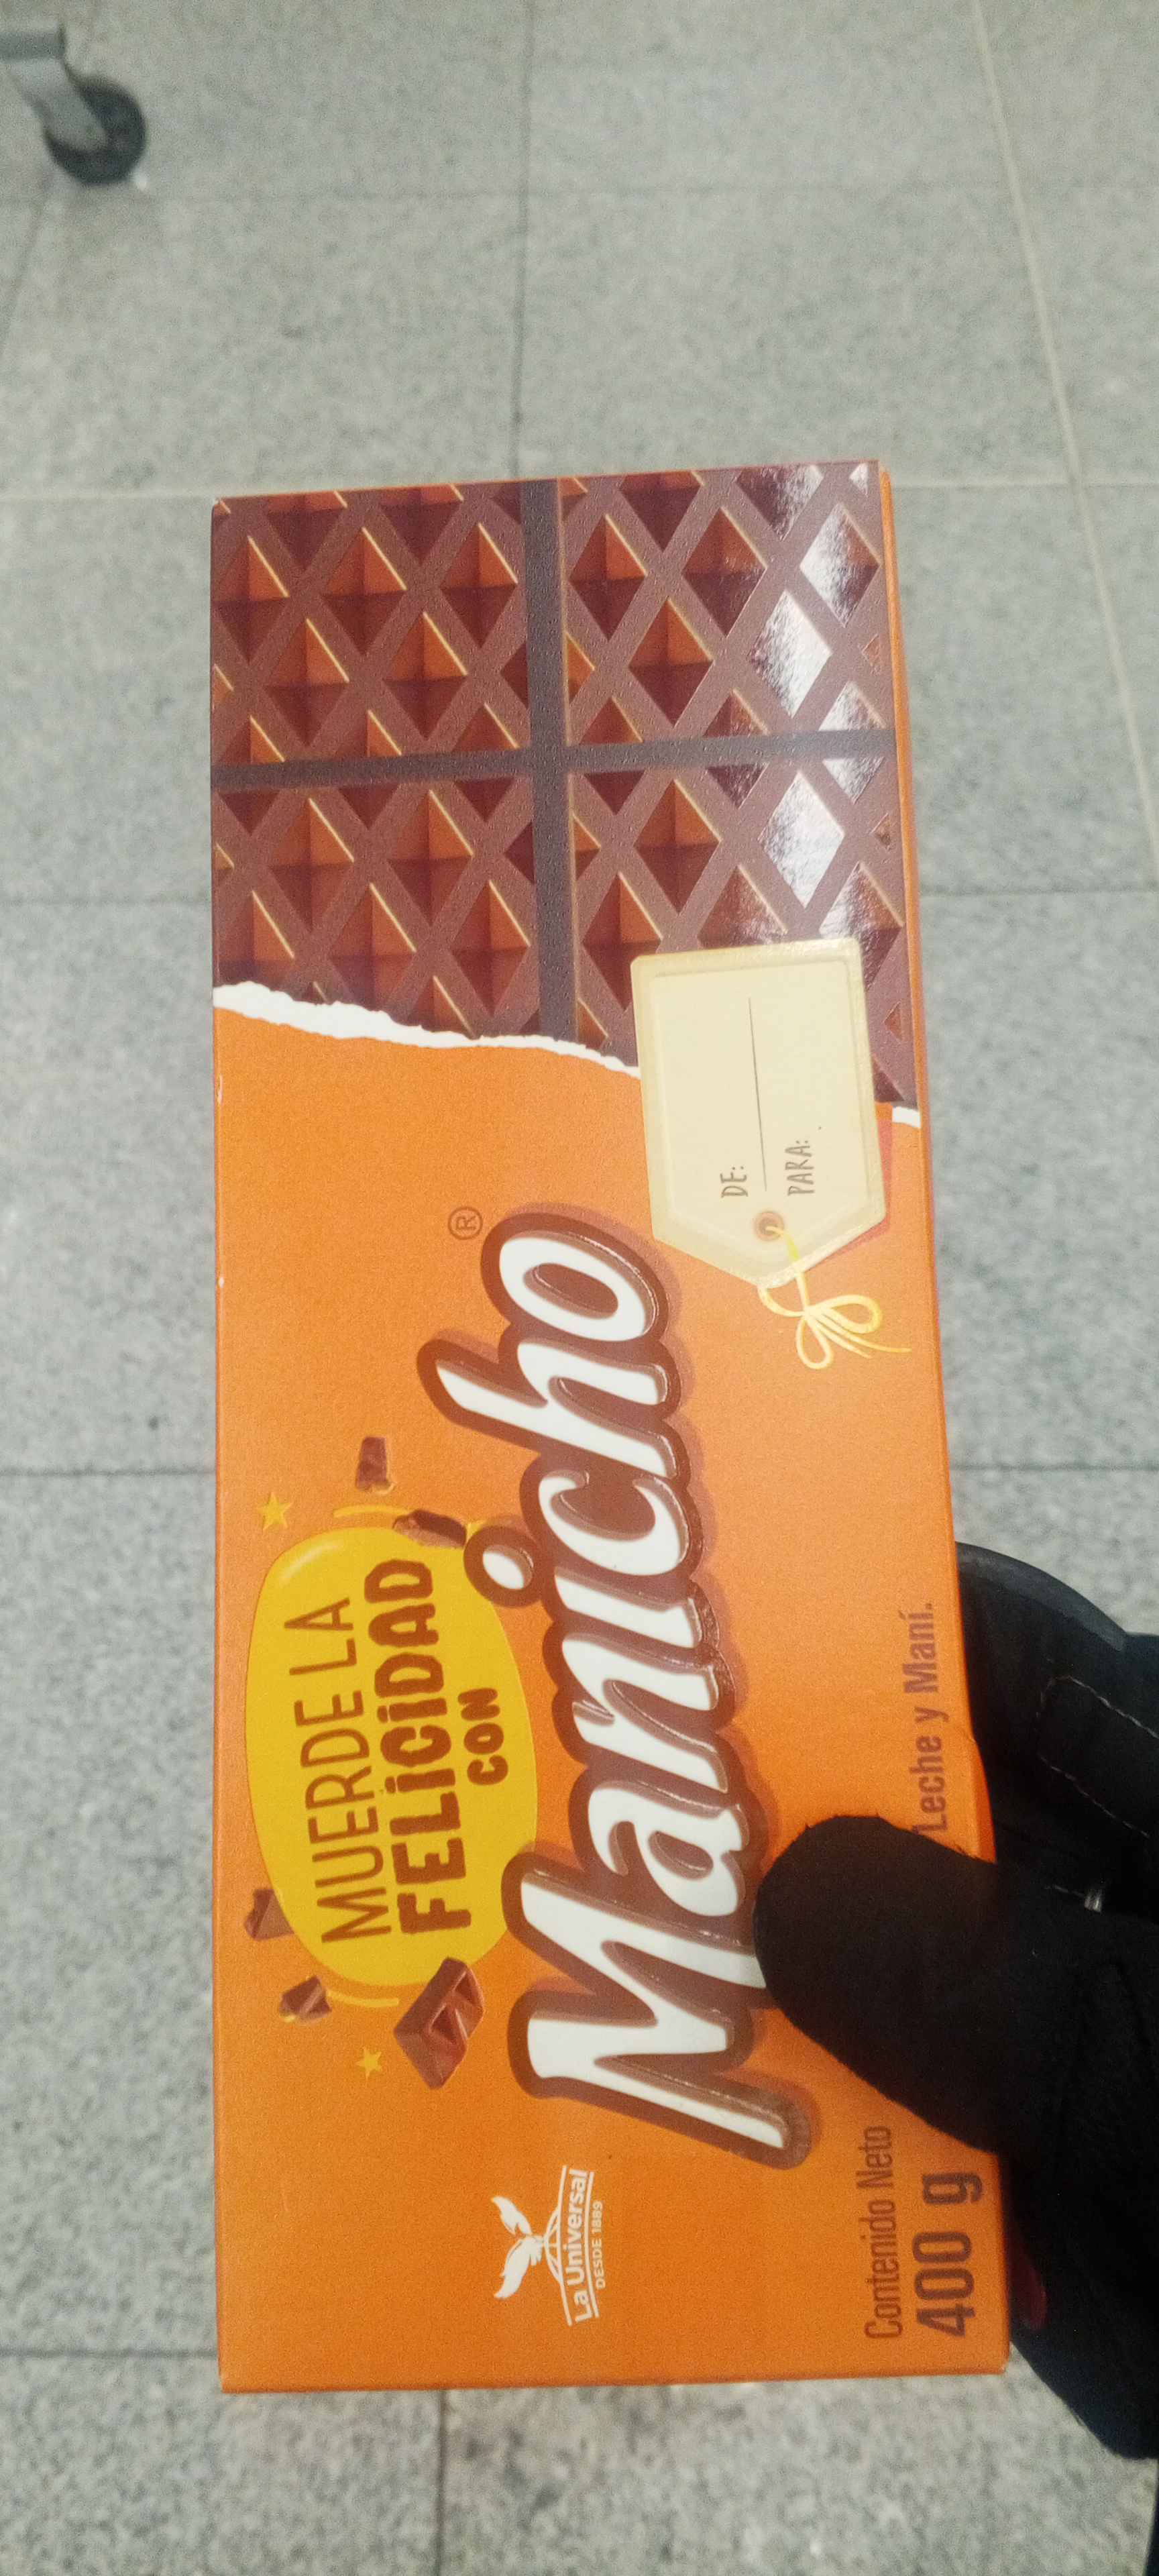 MUERDE LA
FELiCiDAD
CON
Manicho®
La Universal
DESDE 1889
DE:
PARA:
Contenido Neto
400 g
Leche y Maní.